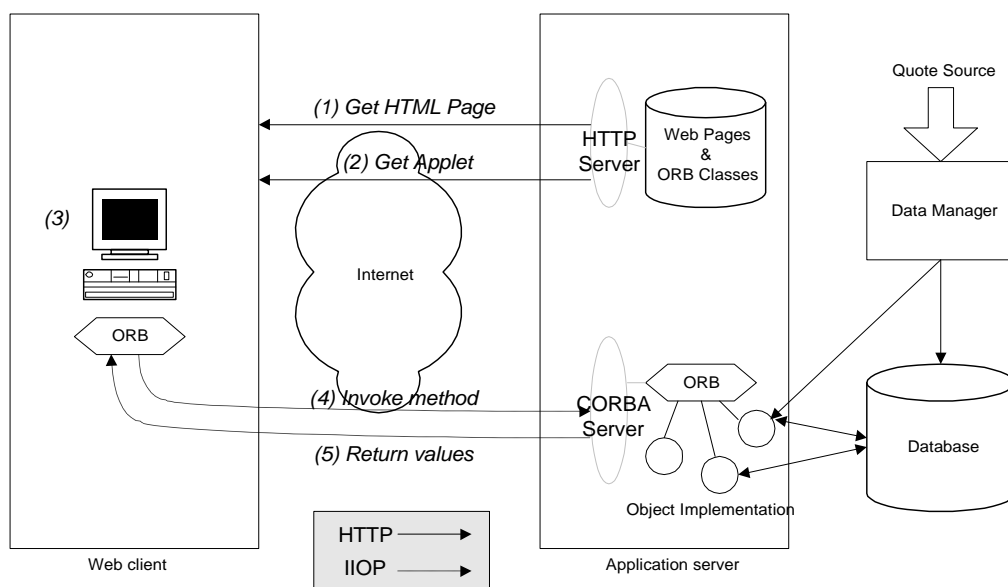 Quote Source
(1) Get HTML Page
HTTP
Server
Web Pages
&
ORB Classes
(2) Get Applet
Data Manager
(3)
Internet
ORB
ORB
(4) Invoke method
CORBA
Server
Database
(5) Return values
Object Implementation
HTTP
IIOP
Web client
Application server